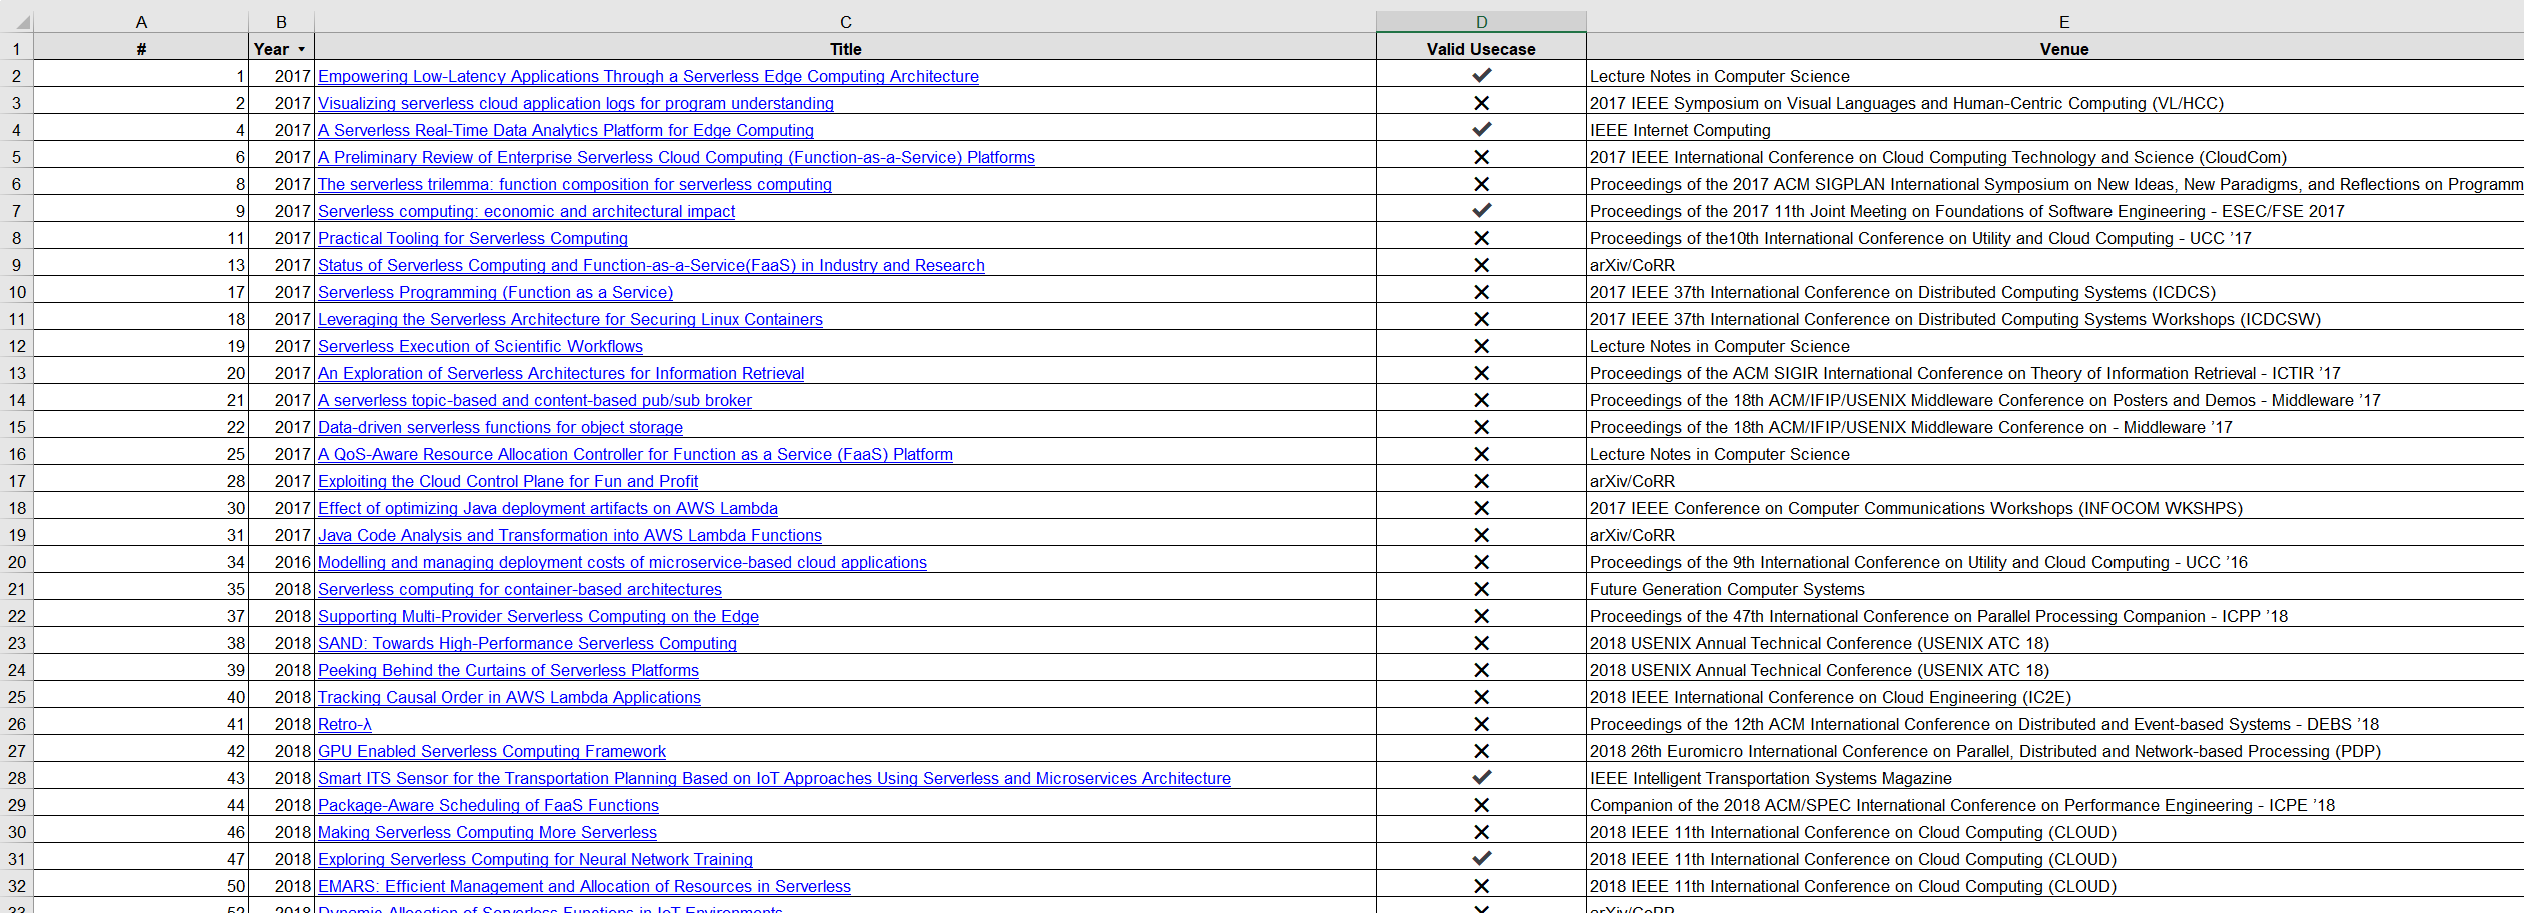 A B C D E
1 # Year Title Valid Usecase Venue
2 1 2017 Empowering Low-Latency Applications Through a Serverless Edge Computing Architecture ✔ Lecture Notes in Computer Science
3 2 2017 Visualizing serverless cloud application logs for program understanding ✕ 2017 IEEE Symposium on Visual Languages and Human-Centric Computing (VL/HCC)
4 4 2017 A Serverless Real-Time Data Analytics Platform for Edge Computing ✔ IEEE Internet Computing
5 6 2017 A Preliminary Review of Enterprise Serverless Cloud Computing (Function-as-a-Service) Platforms ✕ 2017 IEEE International Conference on Cloud Computing Technology and Science (CloudCom)
6 8 2017 The serverless trilemma: function composition for serverless computing ✕ Proceedings of the 2017 ACM SIGPLAN International Symposium on New Ideas, New Paradigms, and Reflections on Programm
7 9 2017 Serverless computing: economic and architectural impact ✔ Proceedings of the 2017 11th Joint Meeting on Foundations of Software Engineering - ESEC/FSE 2017
8 11 2017 Practical Tooling for Serverless Computing ✕ Proceedings of the10th International Conference on Utility and Cloud Computing - UCC ’17
9 13 2017 Status of Serverless Computing and Function-as-a-Service(FaaS) in Industry and Research ✕ arXiv/CoRR
10 17 2017 Serverless Programming (Function as a Service) ✕ 2017 IEEE 37th International Conference on Distributed Computing Systems (ICDCS)
11 18 2017 Leveraging the Serverless Architecture for Securing Linux Containers ✕ 2017 IEEE 37th International Conference on Distributed Computing Systems Workshops (ICDCSW)
12 19 2017 Serverless Execution of Scientific Workflows ✕ Lecture Notes in Computer Science
13 20 2017 An Exploration of Serverless Architectures for Information Retrieval ✕ Proceedings of the ACM SIGIR International Conference on Theory of Information Retrieval - ICTIR ’17
14 21 2017 A serverless topic-based and content-based pub/sub broker ✕ Proceedings of the 18th ACM/IFIP/USENIX Middleware Conference on Posters and Demos - Middleware ’17
15 22 2017 Data-driven serverless functions for object storage ✕ Proceedings of the 18th ACM/IFIP/USENIX Middleware Conference on - Middleware ’17
16 25 2017 A QoS-Aware Resource Allocation Controller for Function as a Service (FaaS) Platform ✕ Lecture Notes in Computer Science
17 28 2017 Exploiting the Cloud Control Plane for Fun and Profit ✕ arXiv/CoRR
18 30 2017 Effect of optimizing Java deployment artifacts on AWS Lambda ✕ 2017 IEEE Conference on Computer Communications Workshops (INFOCOM WKSHPS)
19 31 2017 Java Code Analysis and Transformation into AWS Lambda Functions ✕ arXiv/CoRR
20 34 2016 Modelling and managing deployment costs of microservice-based cloud applications ✕ Proceedings of the 9th International Conference on Utility and Cloud Computing - UCC ’16
21 35 2018 Serverless computing for container-based architectures ✕ Future Generation Computer Systems
22 37 2018 Supporting Multi-Provider Serverless Computing on the Edge ✕ Proceedings of the 47th International Conference on Parallel Processing Companion - ICPP ’18
23 38 2018 SAND: Towards High-Performance Serverless Computing ✕ 2018 USENIX Annual Technical Conference (USENIX ATC 18)
24 39 2018 Peeking Behind the Curtains of Serverless Platforms ✕ 2018 USENIX Annual Technical Conference (USENIX ATC 18)
25 40 2018 Tracking Causal Order in AWS Lambda Applications ✕ 2018 IEEE International Conference on Cloud Engineering (IC2E)
26 41 2018 Retro-λ ✕ Proceedings of the 12th ACM International Conference on Distributed and Event-based Systems - DEBS ’18
27 42 2018 GPU Enabled Serverless Computing Framework ✕ 2018 26th Euromicro International Conference on Parallel, Distributed and Network-based Processing (PDP)
28 43 2018 Smart ITS Sensor for the Transportation Planning Based on IoT Approaches Using Serverless and Microservices Architecture ✔ IEEE Intelligent Transportation Systems Magazine
29 44 2018 Package-Aware Scheduling of FaaS Functions ✕ Companion of the 2018 ACM/SPEC International Conference on Performance Engineering - ICPE ’18
30 46 2018 Making Serverless Computing More Serverless ✕ 2018 IEEE 11th International Conference on Cloud Computing (CLOUD)
31 47 2018 Exploring Serverless Computing for Neural Network Training ✔ 2018 IEEE 11th International Conference on Cloud Computing (CLOUD)
32 50 2018 EMARS: Efficient Management and Allocation of Resources in Serverless ✕ 2018 IEEE 11th International Conference on Cloud Computing (CLOUD)
33 52 2018 Dynamic Allocation of Serverless Functions in IoT Environments ✕ arXiv/CoRR